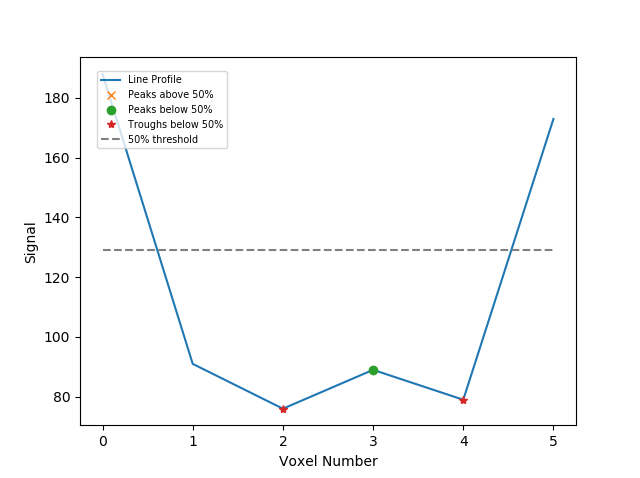 Line Profile
Peaks above 50%
Peaks below 50%
Troughs below 50%
50% threshold
180
160
140
120
100
80
Signal
0 1 2 3 4 5
Voxel Number